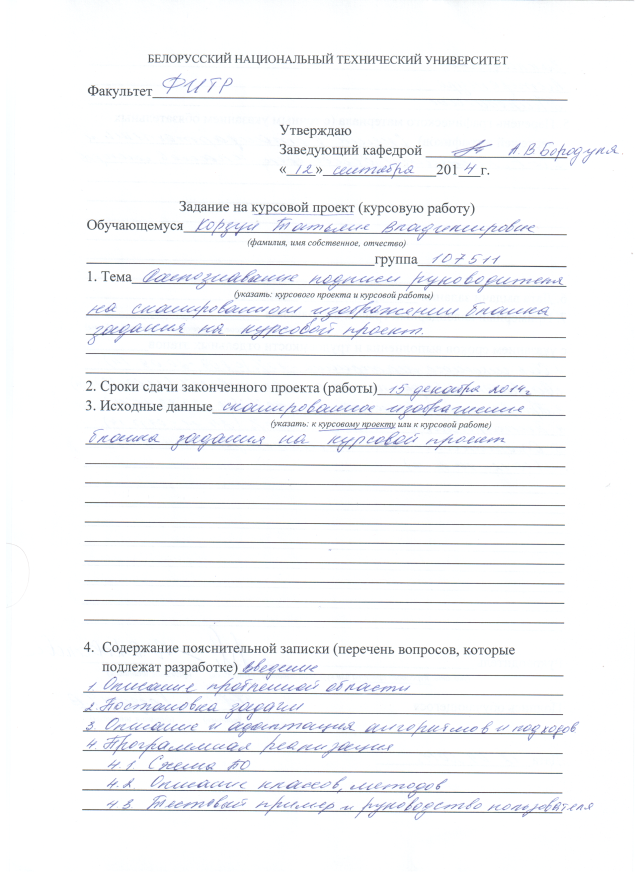 БЕЛОРУССКИЙ НАЦИОНАЛЬНЫЙ ТЕХНИЧЕСКИЙ УНИВЕРСИТЕТ
Факультет ФИТР
Утверждаю
Заведующий кафедрой А В Бородуля.
« 12 » сентября 2014 г.
Задание на курсовой проект (курсовую работу)
Обучающемуся Корзун Татьяне Владимировне
(фамилия, имя собственное, отчество)
группа 107511
1. Тема Распознавание подписи руководителя
(указать: курсового проекта и курсовой работы)
на сканированном изображении бланка
задания на курсовой проект.
2. Сроки сдачи законченного проекта (работы) 15 декабря 2014г
3. Исходные данные сканированное изображение
(указать: к курсовому проекту или к курсовой работе)
бланка задания на курсовой проект
4. Содержание пояснительной записки (перечень вопросов, которые
подлежат разработке) введение
1 Описание проблемной области
2 Постановка задачи
3 Описание и адаптация алгоритмов и подходов
4 Программная реализация
4.1 Схема ПО
4.2 Описание классов, методов
4.3 Тестовый пример и руководство пользователя